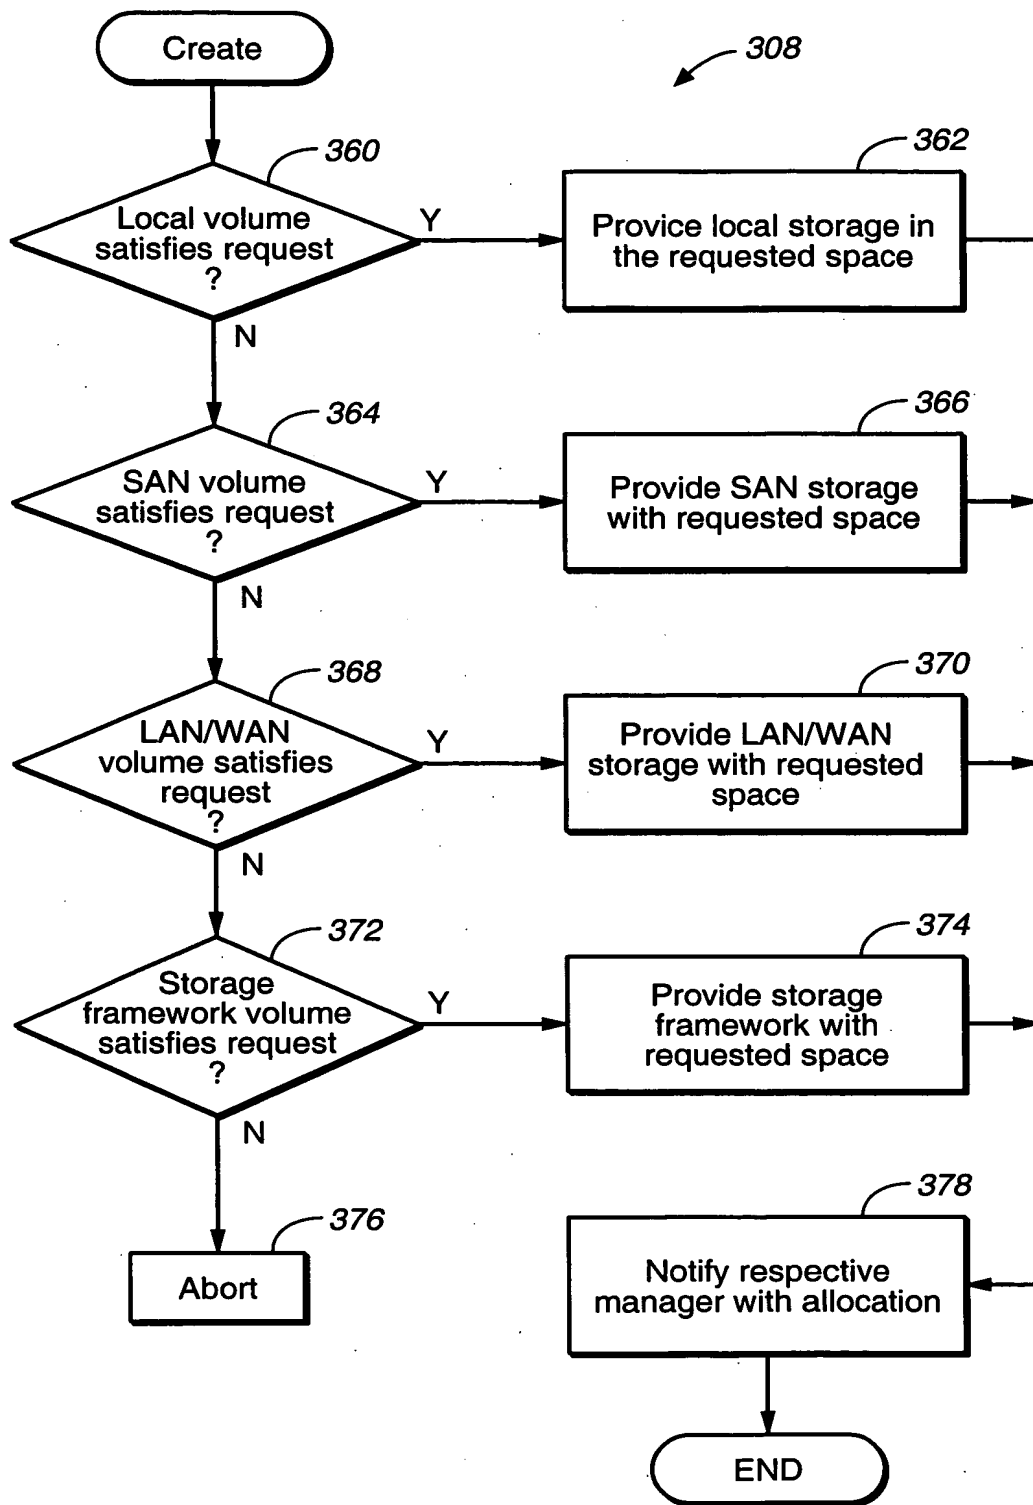 Create
308
360
Local volume
satisfies request
?
Y
N
362
Provice local storage in
the requested space
364
SAN volume
satisfies request
?
Y
N
366
Provide SAN storage
with requested space
368
LAN/WAN
volume satisfies
request
?
Y
N
370
Provide LAN/WAN
storage with requested
space
372
Storage
framework volume
satisfies request
?
Y
N
374
Provide storage
framework with
requested space
376
Abort
378
Notify respective
manager with allocation
END